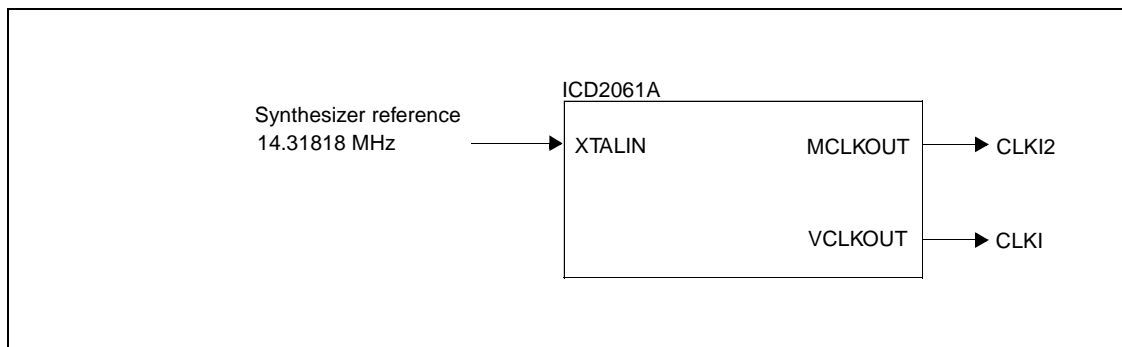 ICD2061A
Synthesizer reference
14.31818 MHz
XTALIN
MCLKOUT
CLKI2
VCLKOUT
CLKI